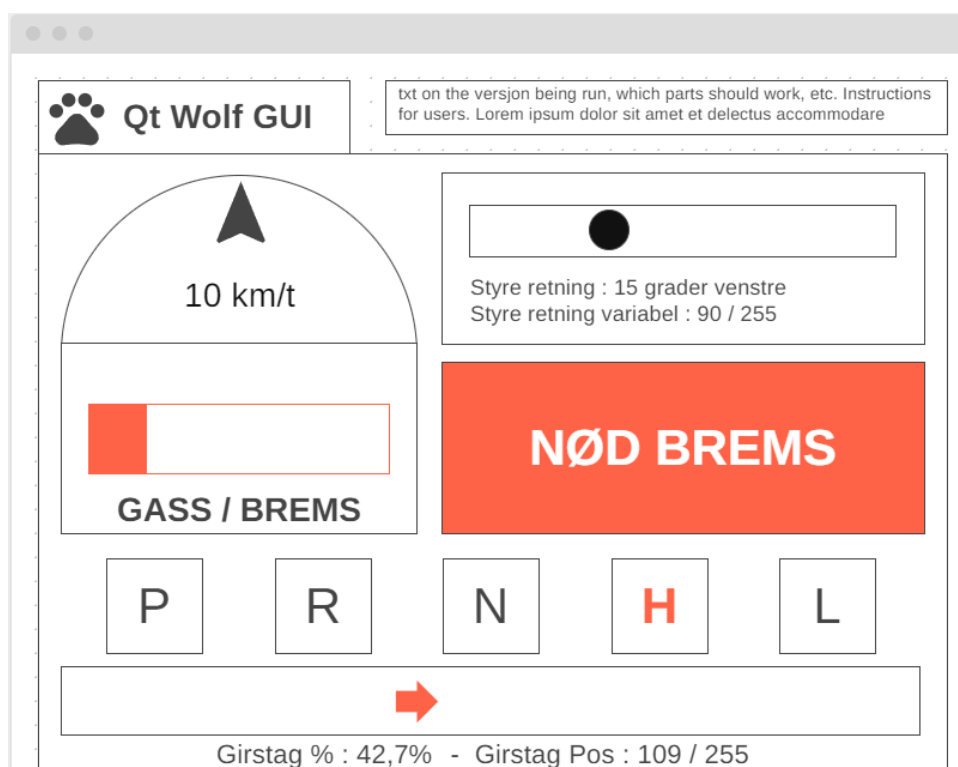 Qt Wolf GUI
txt on the versjon being run, which parts should work, etc. Instructions
for users. Lorem ipsum dolor sit amet et delectus accommodare
10 km/t
GASS / BREMS
Styre retning : 15 grader venstre
Styre retning variabel : 90 / 255
NØD BREMS
P R N H L
Girstag % : 42,7% - Girstag Pos : 109 / 255